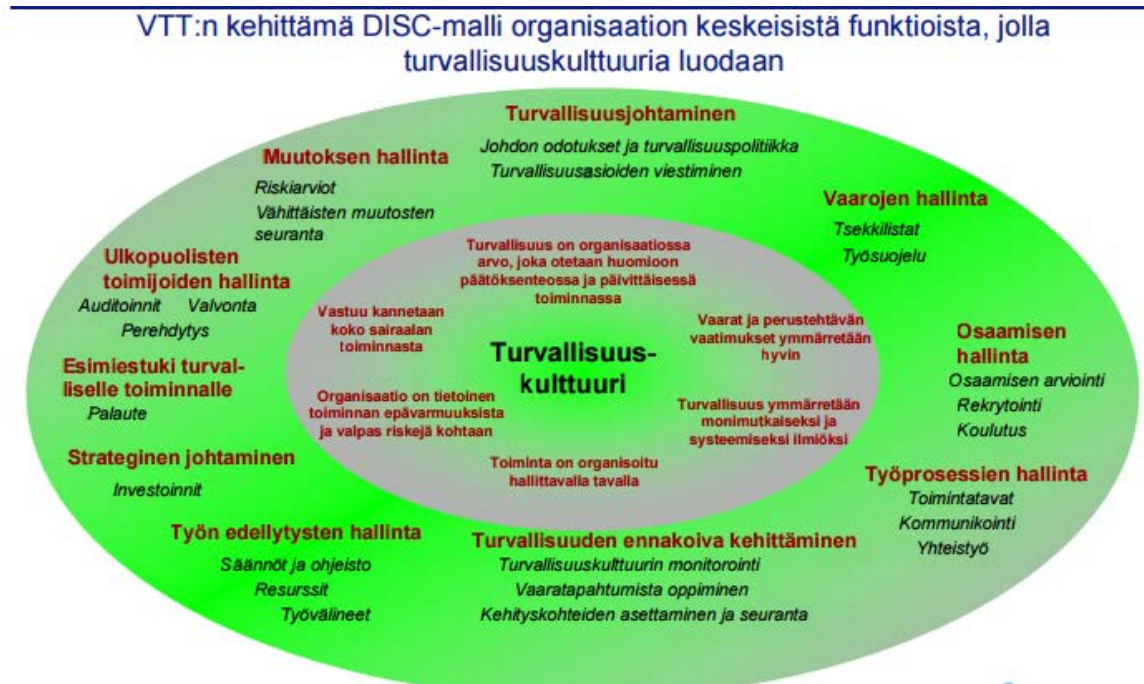 VTT:n kehittämä DISC-malli organisaation keskeisistä funktioista, jolla
turvallisuuskulttuuria luodaan
Turvallisuusjohtaminen
Johdon odotukset ja turvallisuuspolitiikka
Turvallisuusasioiden viestiminen
Muutoksen hallinta
Riskiarviot
Vähittäisten muutosten
seuranta
Vaarojen hallinta
Tsekkilistat
Työsuojelu
Ulkopuolisten
toimijoiden hallinta
Auditoinnit Valvonta
Perehdytys
Turvallisuus on organisaatiossa
arvo, joka otetaan huomioon
päätöksenteossa ja päivittäisessä
toiminnassa
Vastuu kannetaan
koko sairaalan
toiminnasta
Vaarat ja perustehtävän
vaatimukset ymmärretään
hyvin
Turvallisuus-
kulttuuri
Osaamisen
hallinta
Osaamisen arviointi
Rekrytointi
Koulutus
Esimiestuki turval-
liselle toiminnalle
Palaute
Organisaatio on tietoinen
toiminnan epävarmuuksista
ja valpas riskejä kohtaan
Turvallisuus ymmärretään
monimutkaiseksi ja
systeemiseksi ilmiöksi
Toiminta on organisoitu
hallittavalla tavalla
Strateginen johtaminen
Investoinnit
Työprosessien hallinta
Toimintatavat
Kommunikointi
Yhteistyö
Työn edellytysten hallinta
Säännöt ja ohjeisto
Resurssit
Työvälineet
Turvallisuuden ennakoiva kehittäminen
Turvallisuuskulttuurin monitorointi
Vaaratapahtumista oppiminen
Kehityskohteiden asettaminen ja seuranta